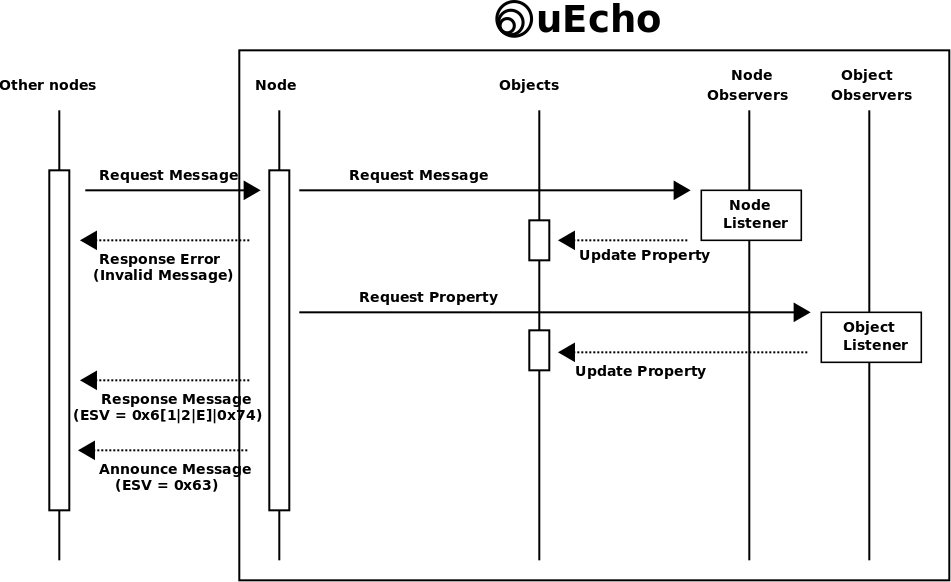 uEcho
Other nodes
Node
Objects
Node
Observers
Object
Observers
Request Message
Request Message
Node
Listener
Response Error
(Invalid Message)
Update Property
Request Property
Object
Listener
Update Property
Response Message
(ESV = 0x6[1|2|E]|0x74)
Announce Message
(ESV = 0x63)